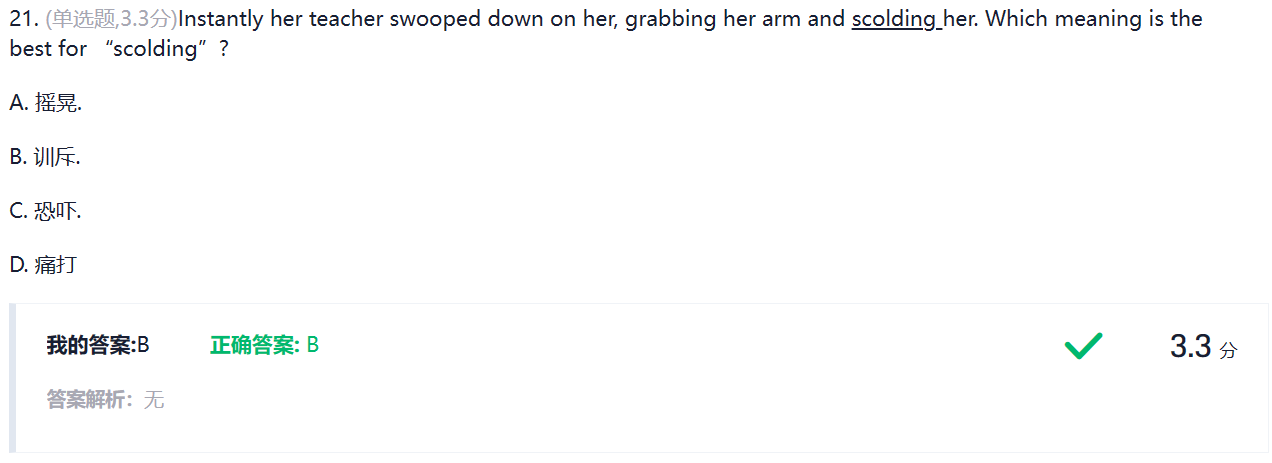 21. (单选题,3.3分)Instantly her teacher swooped down on her, grabbing her arm and scolding her. Which meaning is the
best for “scolding”?
A. 摇晃.
B. 训斥.
C. 恐吓.
D. 痛打
我的答案:B 正确答案: B 3.3 分
答案解析: 无